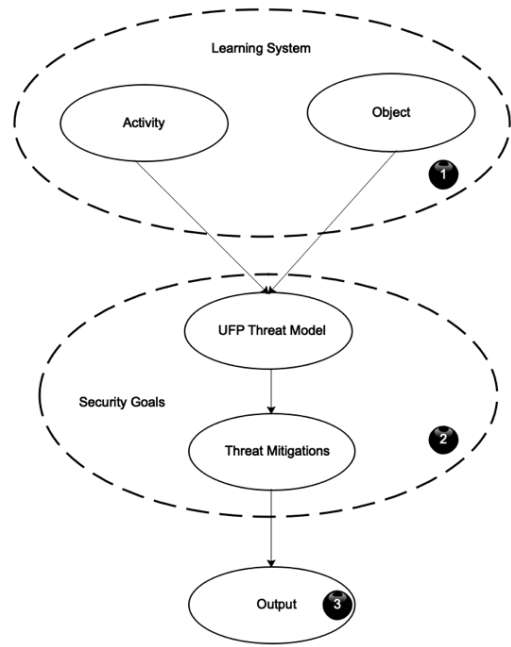 Learning System
Activity
Object
1
UFP Threat Model
Security Goals
2
Threat Mitigations
Output
3